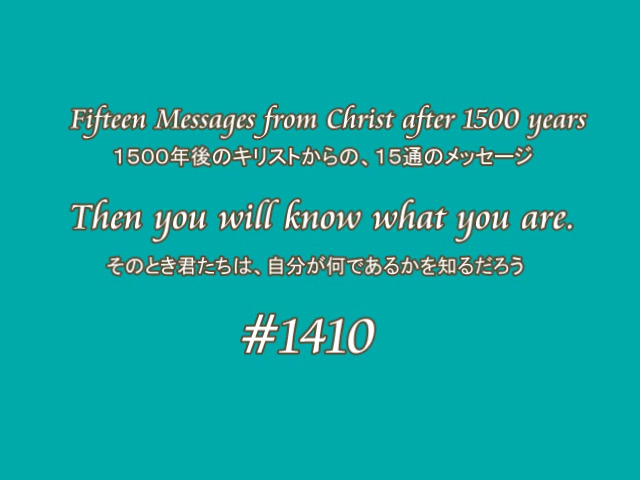 Fifteen Messages from Christ after 1500 years
１５００年後のキリストからの、１５通のメッセージ
Then you will know what you are.
そのとき君たちは、自分が何であるかを知るだろう
#1410